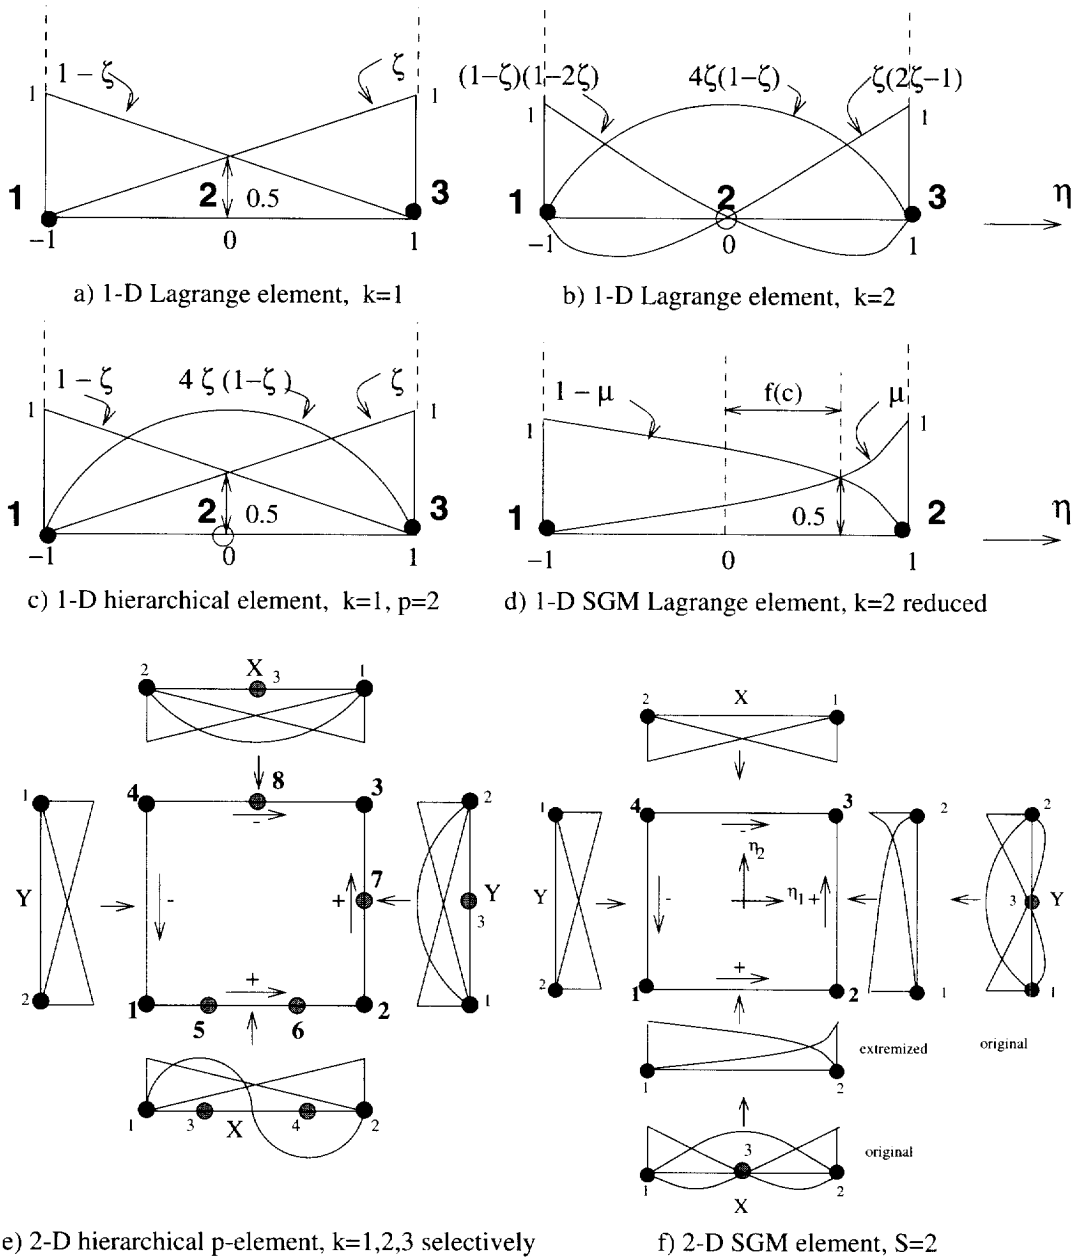 1 − ζ
ζ
1
1
1
2
0.5
3
−1
0
1
a) 1-D Lagrange element, k=1
(1−ζ)(1−2ζ)
4ζ(1−ζ)
ζ(2ζ−1)
1
1
1
2
3
η
−1
0
1
b) 1-D Lagrange element, k=2
1 − ζ
4 ζ (1−ζ)
ζ
1
1
1
2
0.5
3
−1
0
1
c) 1-D hierarchical element, k=1, p=2
1 − μ
f(c)
μ
1
1
1
0.5
2
η
−1
0
1
d) 1-D SGM Lagrange element, k=2 reduced
2
X
3
1
1
4
8
3
2
-
Y
-
+
7
Y
3
2
1
+
2
1
5
6
1
3
X
4
2
e) 2-D hierarchical p-element, k=1,2,3 selectively
2
X
1
1
4
3
2
2
-
η2
Y
-
η1
+
3
Y
2
1
+
2
1
1
extremized
original
1
2
3
original
1
2
X
f) 2-D SGM element, S=2